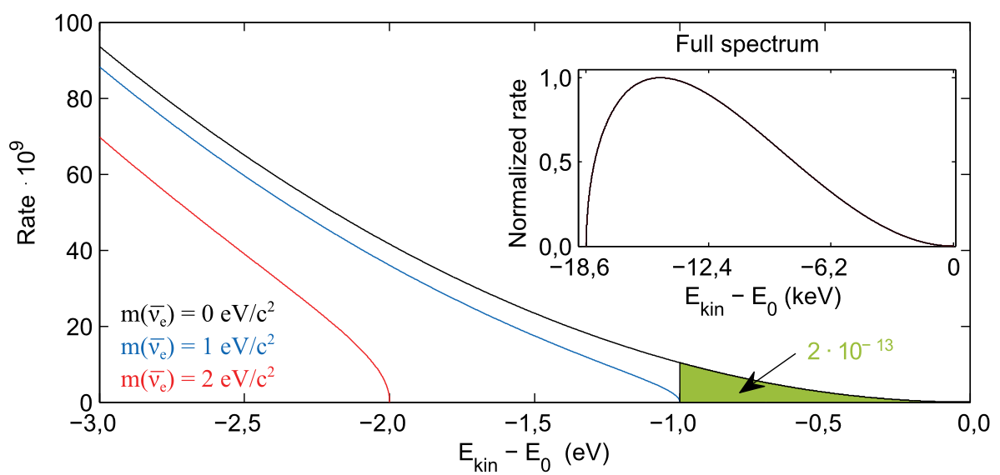 100
80
60
40
20
0
Rate · 10⁹
−3,0 −2,5 −2,0 −1,5 −1,0 −0,5 0,0
E_kin − E_0 (eV)
m(ν̅_e) = 0 eV/c²
m(ν̅_e) = 1 eV/c²
m(ν̅_e) = 2 eV/c²
2 · 10⁻ ¹³
Full spectrum
1,0
0,5
0,0
Normalized rate
−18,6 −12,4 −6,2 0
E_kin − E_0 (keV)